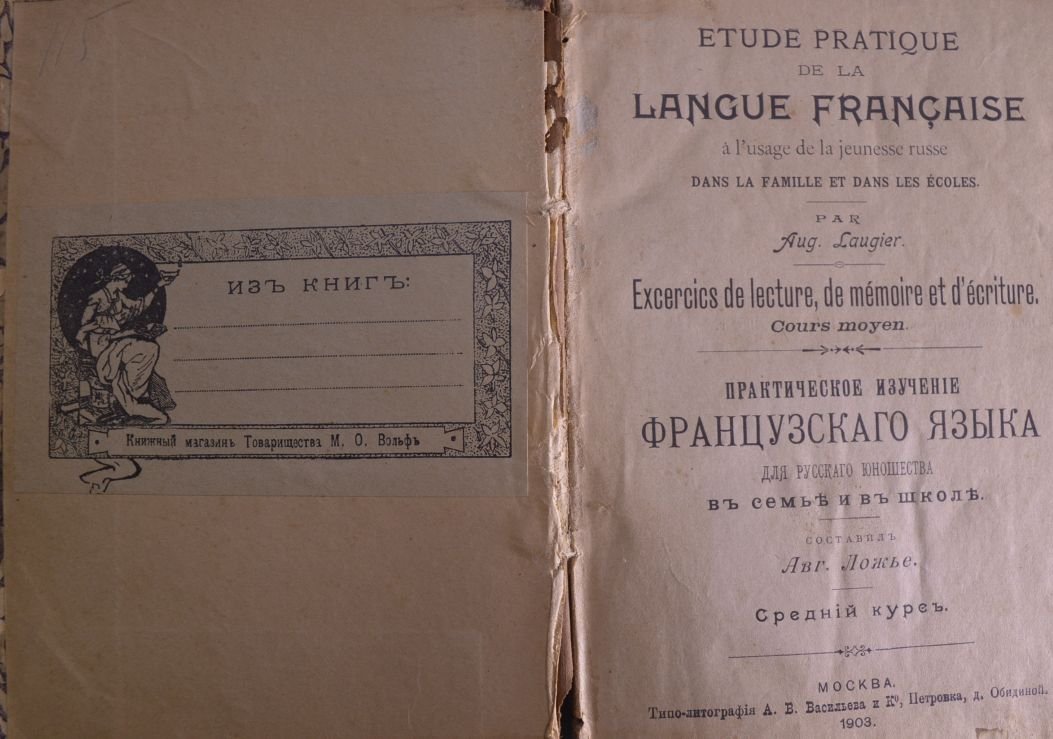 115
ИЗЪ КНИГЪ:
Книжный магазинъ Товарищества М. О. Вольфъ
ETUDE PRATIQUE
DE LA
LANGUE FRANÇAISE
à l'usage de la jeunesse russe
DANS LA FAMILLE ET DANS LES ÉCOLES.
PAR
Aug. Laugier.
Excercics de lecture, de mémoire et d'écriture.
Cours moyen.
ПРАКТИЧЕСКОЕ ИЗУЧЕНІЕ
ФРАНЦУЗСКАГО ЯЗЫКА
ДЛЯ РУССКАГО ЮНОШЕСТВА
ВЪ СЕМЬѢ И ВЪ ШКОЛѢ.
СОСТАВИЛЪ
Авг. Ложье.
Средній курсъ.
МОСКВА.
Типо-литографія А. В. Васильева и Ко, Петровка, д. Обидиной.
1903.